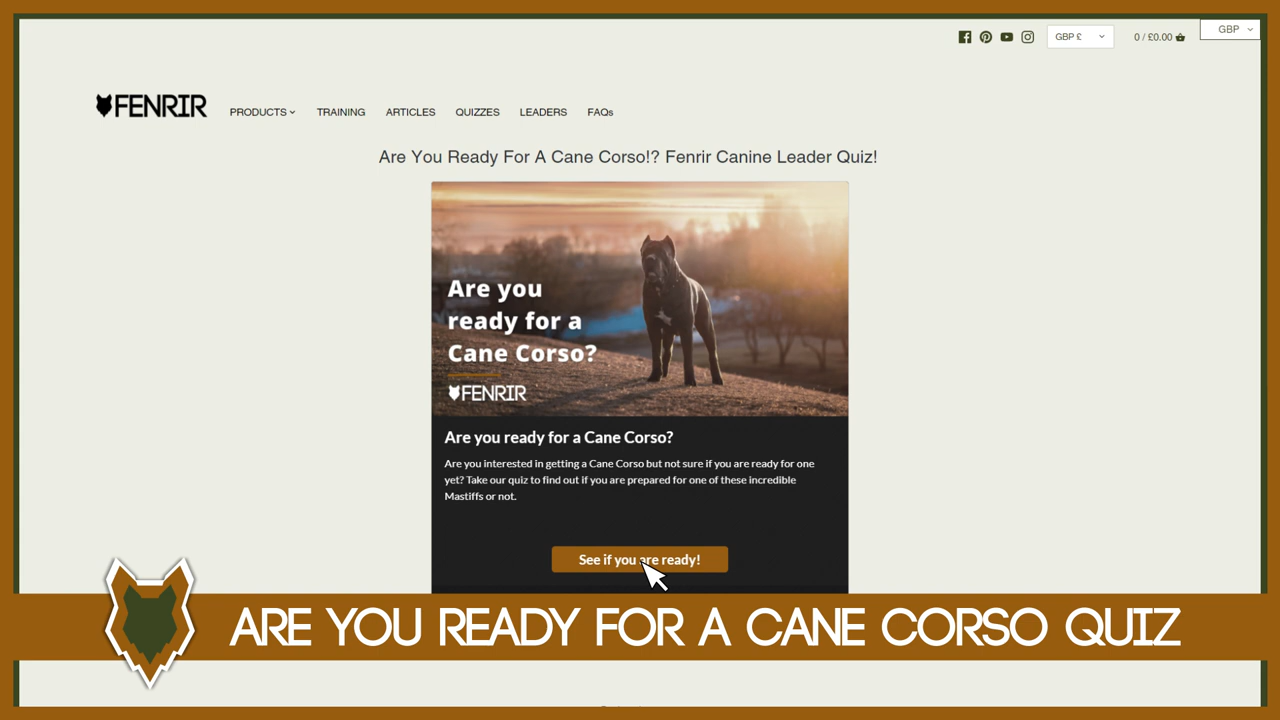 GBP £
0 / £0.00
GBP
FENRIR
PRODUCTS
TRAINING
ARTICLES
QUIZZES
LEADERS
FAQs
Are You Ready For A Cane Corso!? Fenrir Canine Leader Quiz!
Are you
ready for a
Cane Corso?
FENRIR
Are you ready for a Cane Corso?
Are you interested in getting a Cane Corso but not sure if you are ready for one
yet? Take our quiz to find out if you are prepared for one of these incredible
Mastiffs or not.
See if you are ready!
ARE YOU READY FOR A CANE CORSO QUIZ